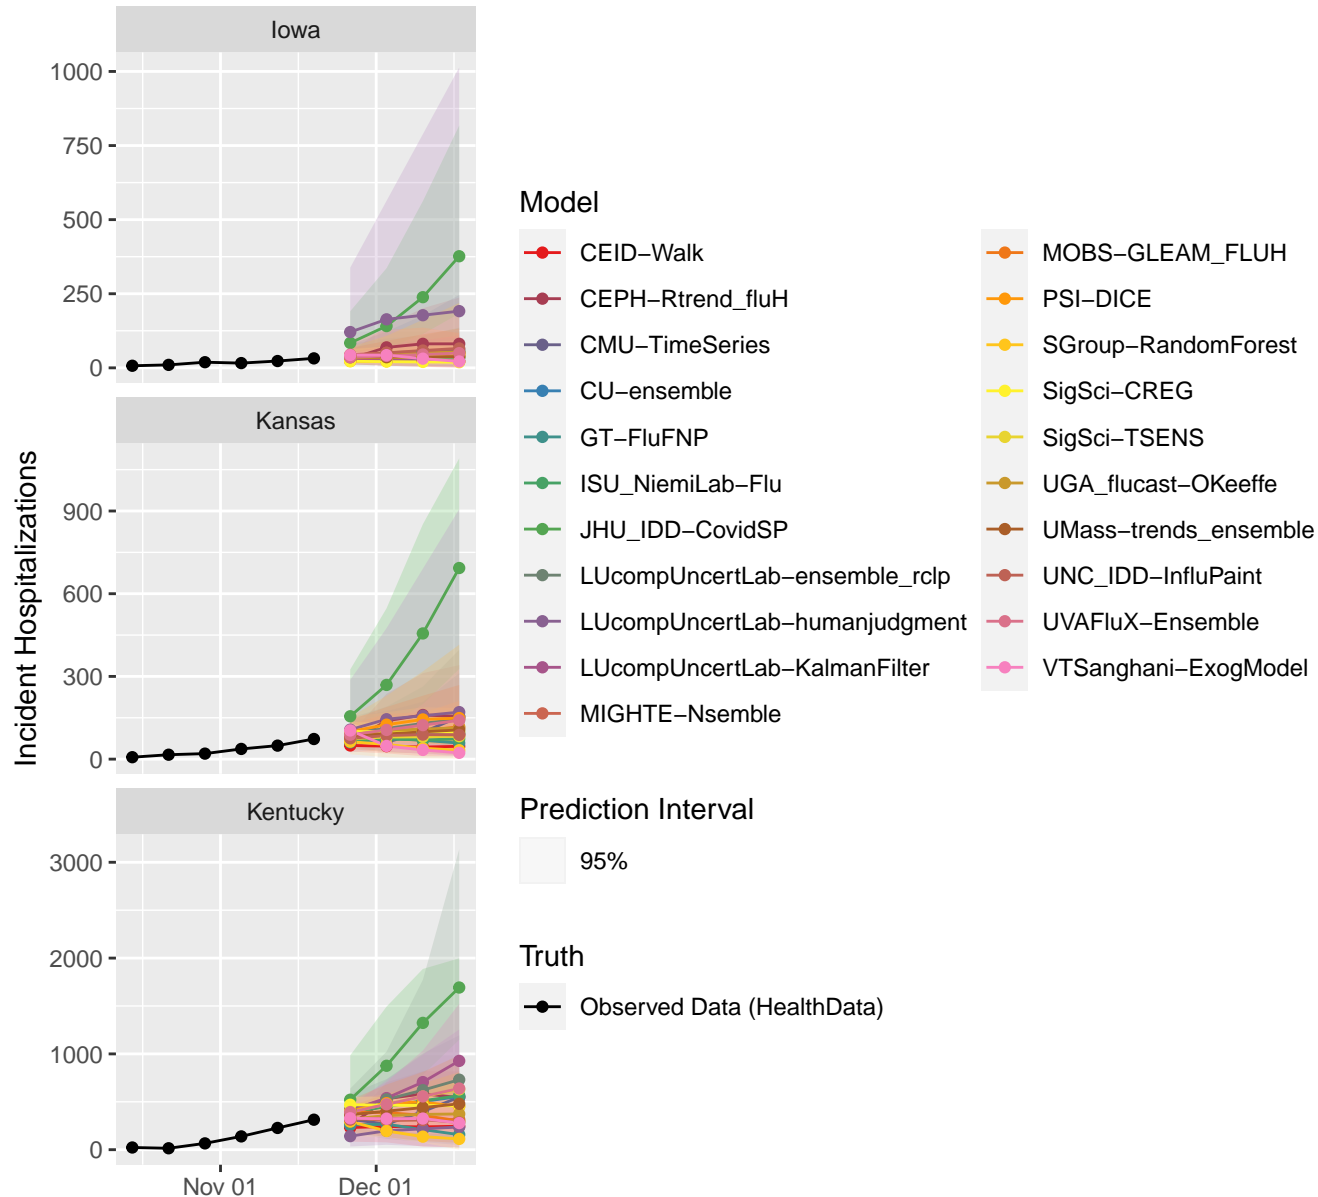 Iowa
1000
750
500
250
0
Kansas
900
600
300
0
Kentucky
3000
2000
1000
0
Nov 01
Dec 01
Incident Hospitalizations
Model
CEID−Walk
CEPH−Rtrend_fluH
CMU−TimeSeries
CU−ensemble
GT−FluFNP
ISU_NiemiLab−Flu
JHU_IDD−CovidSP
LUcompUncertLab−ensemble_rclp
LUcompUncertLab−humanjudgment
LUcompUncertLab−KalmanFilter
MIGHTE−Nsemble
MOBS−GLEAM_FLUH
PSI−DICE
SGroup−RandomForest
SigSci−CREG
SigSci−TSENS
UGA_flucast−OKeeffe
UMass−trends_ensemble
UNC_IDD−InfluPaint
UVAFluX−Ensemble
VTSanghani−ExogModel
Prediction Interval
95%
Truth
Observed Data (HealthData)